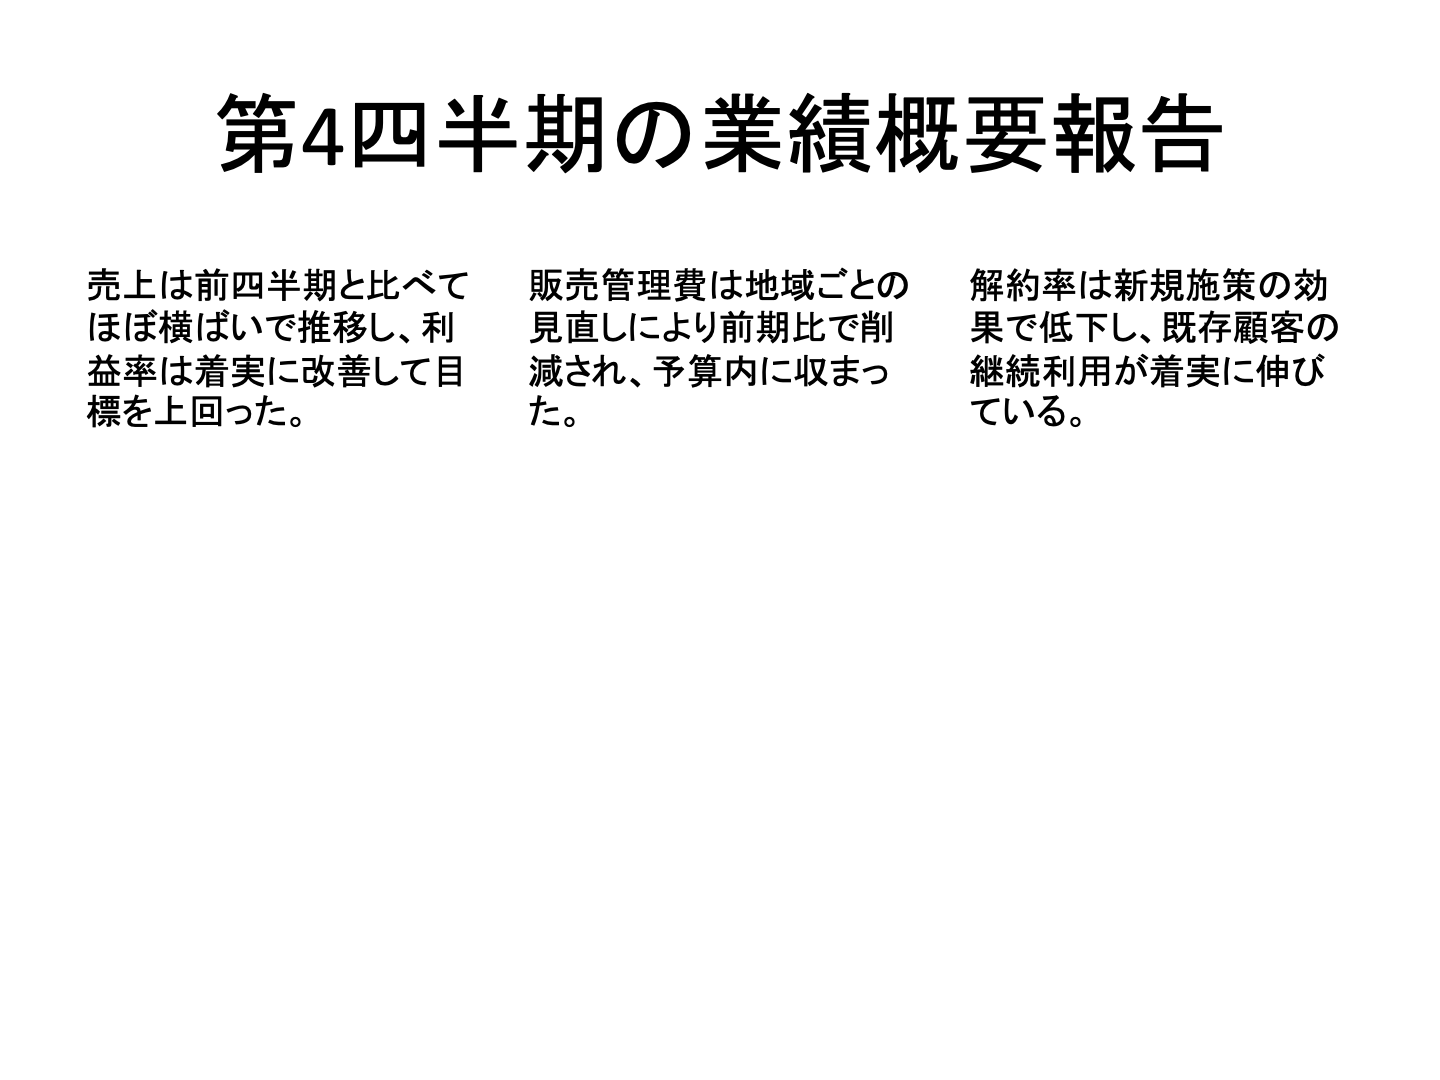 第4四半期の業績概要報告
売上は前四半期と比べて
ほぼ横ばいで推移し、利
益率は着実に改善して目
標を上回った。
販売管理費は地域ごとの
見直しにより前期比で削
減され、予算内に収まっ
た。
解約率は新規施策の効
果で低下し、既存顧客の
継続利用が着実に伸び
ている。